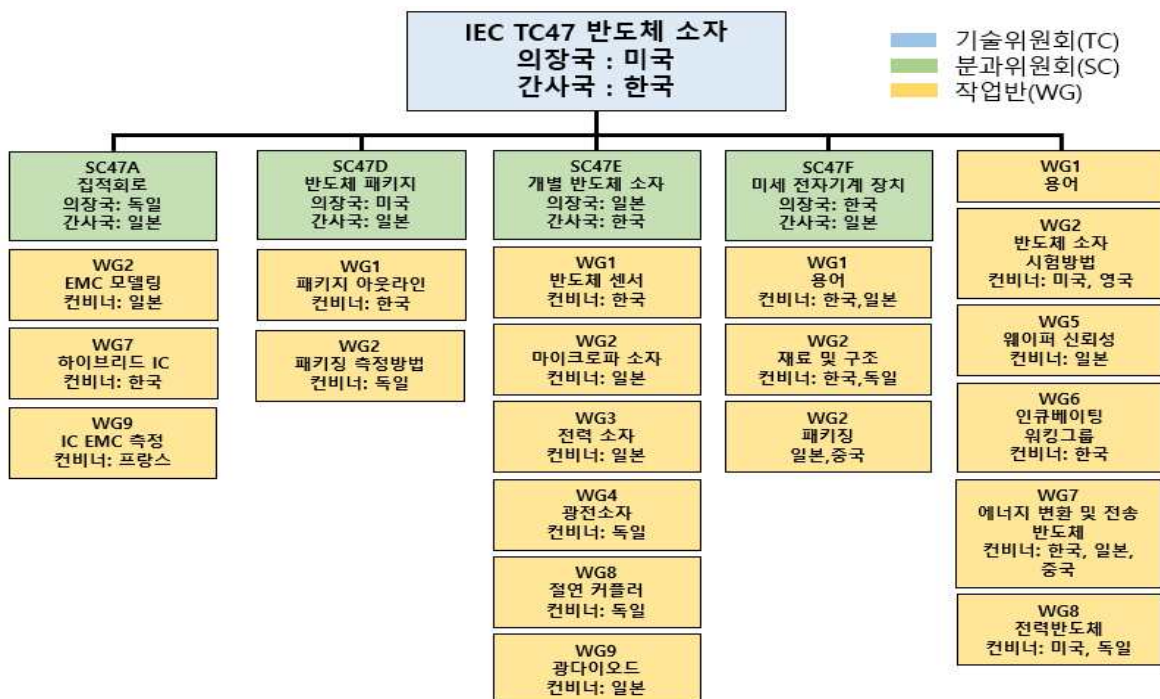 IEC TC47 반도체 소자
의장국 : 미국
간사국 : 한국
기술위원회(TC)
분과위원회(SC)
작업반(WG)
SC47A
집적회로
의장국: 독일
간사국: 일본
WG2
EMC 모델링
컨비너: 일본
WG7
하이브리드 IC
컨비너: 한국
WG9
IC EMC 측정
컨비너: 프랑스
SC47D
반도체 패키지
의장국: 미국
간사국: 일본
WG1
패키지 아웃라인
컨비너: 한국
WG2
패키징 측정방법
컨비너: 독일
SC47E
개별 반도체 소자
의장국: 일본
간사국: 한국
WG1
반도체 센서
컨비너: 한국
WG2
마이크로파 소자
컨비너: 일본
WG3
전력 소자
컨비너: 일본
WG4
광전소자
컨비너: 독일
WG8
절연 커플러
컨비너: 독일
WG9
광다이오드
컨비너: 일본
SC47F
미세 전자기계 장치
의장국: 한국
간사국: 일본
WG1
용어
컨비너: 한국,일본
WG2
재료 및 구조
컨비너: 한국,독일
WG2
패키징
일본,중국
WG1
용어
WG2
반도체 소자
시험방법
컨비너: 미국, 영국
WG5
웨이퍼 신뢰성
컨비너: 일본
WG6
인큐베이팅
워킹그룹
컨비너: 한국
WG7
에너지 변환 및 전송
반도체
컨비너: 한국, 일본,
중국
WG8
전력반도체
컨비너: 미국, 독일